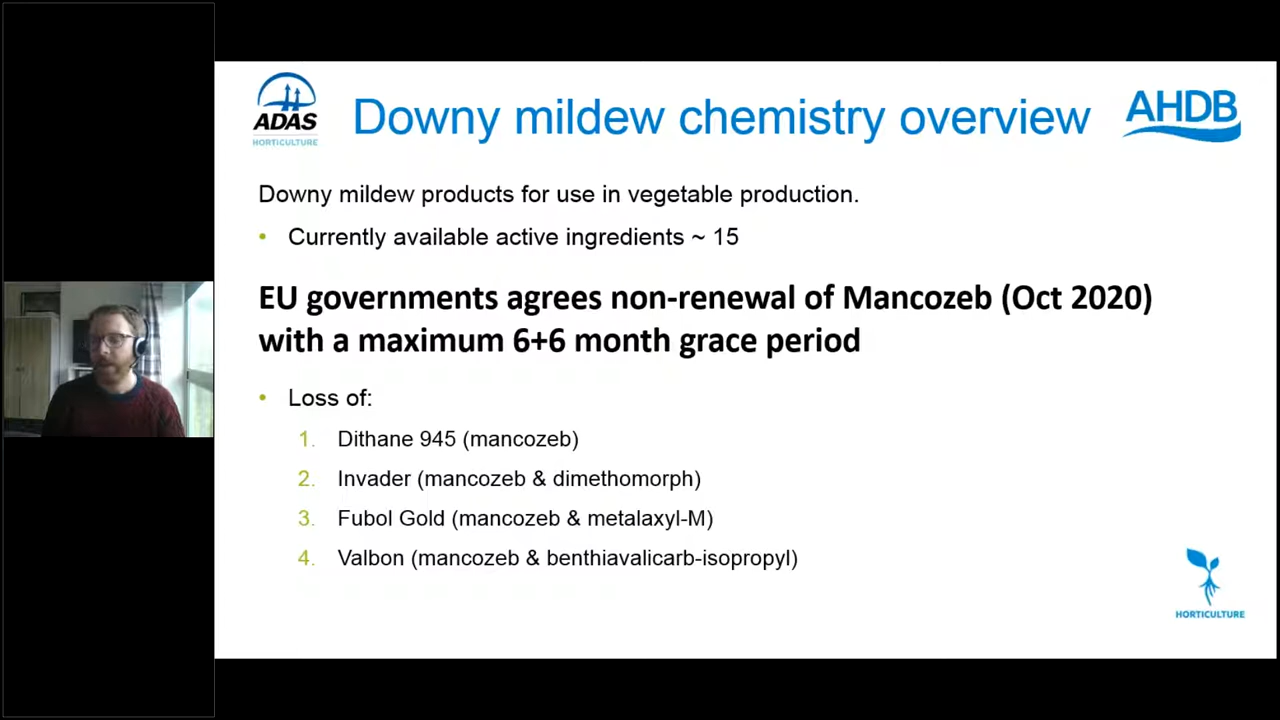 ADAS
HORTICULTURE
Downy mildew chemistry overview
AHDB
Downy mildew products for use in vegetable production.
• Currently available active ingredients ~ 15
EU governments agrees non-renewal of Mancozeb (Oct 2020)
with a maximum 6+6 month grace period
• Loss of:
1. Dithane 945 (mancozeb)
2. Invader (mancozeb & dimethomorph)
3. Fubol Gold (mancozeb & metalaxyl-M)
4. Valbon (mancozeb & benthiavalicarb-isopropyl)
HORTICULTURE